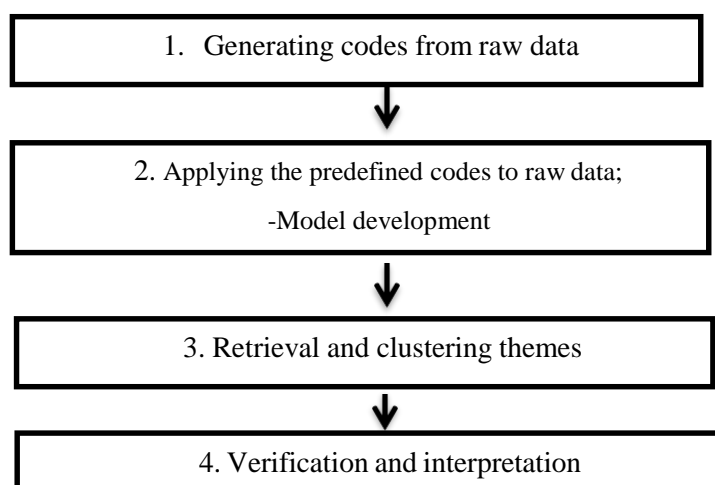 1. Generating codes from raw data
2. Applying the predefined codes to raw data;
-Model development
3. Retrieval and clustering themes
4. Verification and interpretation